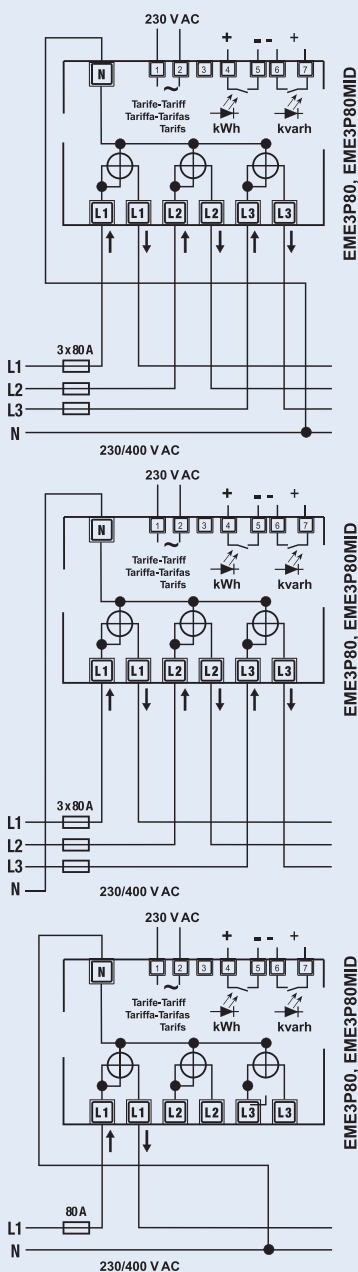 230 V AC
+ - - +
N 1 2 3 4 5 6 7
~
Tarife-Tariff
Tariffa-Tarifas
Tarifs
kWh kvarh
L1 L1 L2 L2 L3 L3
EME3P80, EME3P80MID
3 x 80 A
L1
L2
L3
N
230/400 V AC
230 V AC
+ - - +
N 1 2 3 4 5 6 7
~
Tarife-Tariff
Tariffa-Tarifas
Tarifs
kWh kvarh
L1 L1 L2 L2 L3 L3
EME3P80, EME3P80MID
3 x 80 A
L1
L2
L3
N
230/400 V AC
230 V AC
+ - - +
N 1 2 3 4 5 6 7
~
Tarife-Tariff
Tariffa-Tarifas
Tarifs
kWh kvarh
L1 L1 L2 L2 L3 L3
EME3P80, EME3P80MID
80 A
L1
N
230/400 V AC